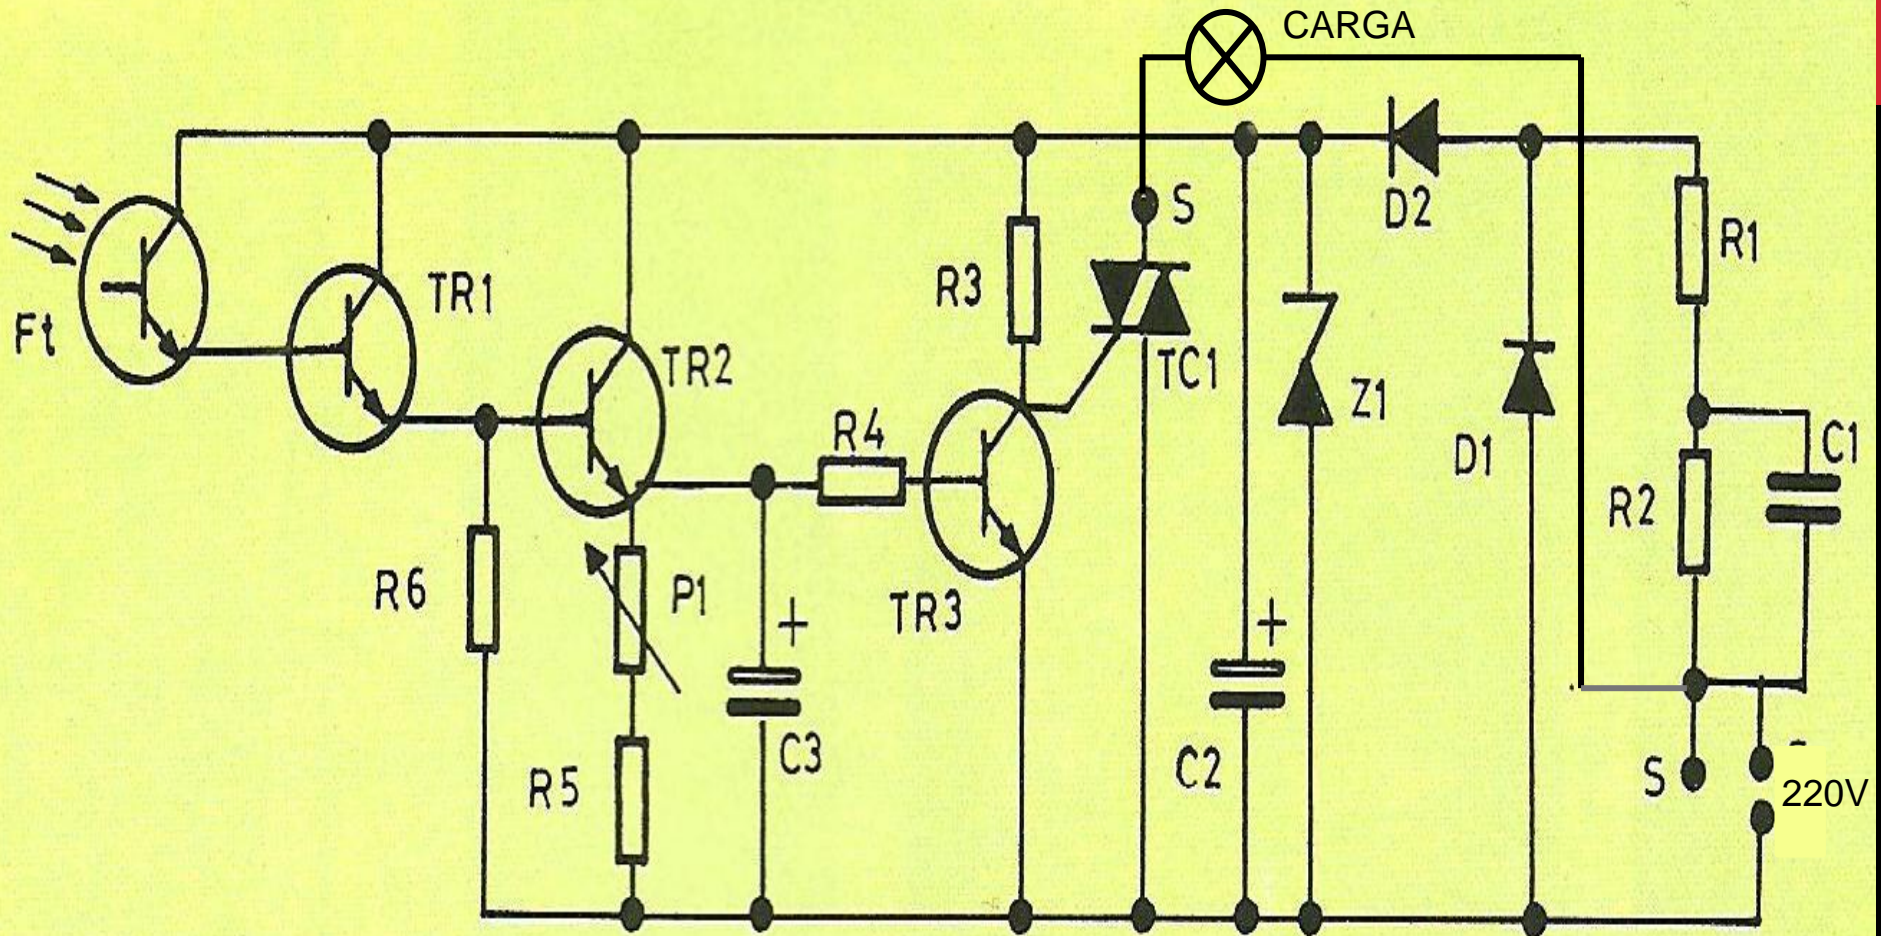 CARGA
S
D2
R1
TR1
R3
Ft
TR2
TC1
Z1
R4
D1
C1
R2
R6
P1
+
TR3
+
C3
C2
R5
S
220V